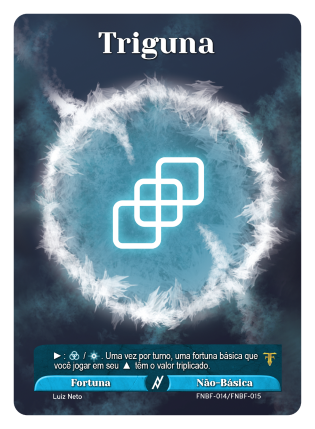 Triguna
: / . Uma vez por turno, uma fortuna básica que
você jogar em seu ▲ têm o valor triplicado.
Fortuna Não-Básica
Luiz Neto FNBF-014/FNBF-015